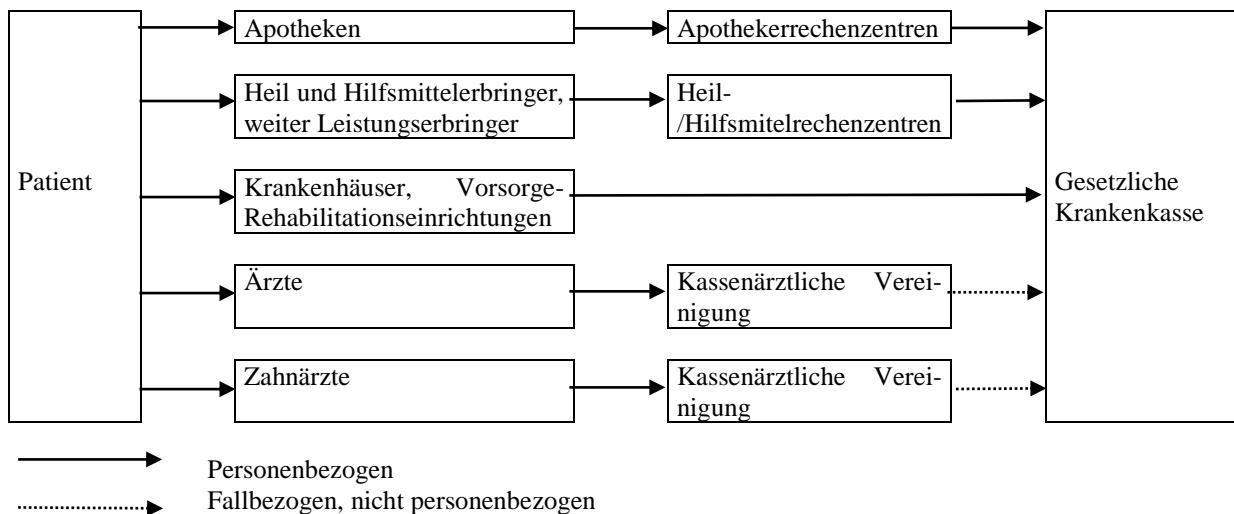 Patient
Apotheken
Apothekerrechenzentren
Heil und Hilfsmittelerbringer,
weiter Leistungserbringer
Heil-
/Hilfsmitelrechenzentren
Krankenhäuser, Vorsorge-
Rehabilitationseinrichtungen
Gesetzliche
Krankenkasse
Ärzte
Kassenärztliche Verei-
nigung
Zahnärzte
Kassenärztliche Verei-
nigung
Personenbezogen
Fallbezogen, nicht personenbezogen